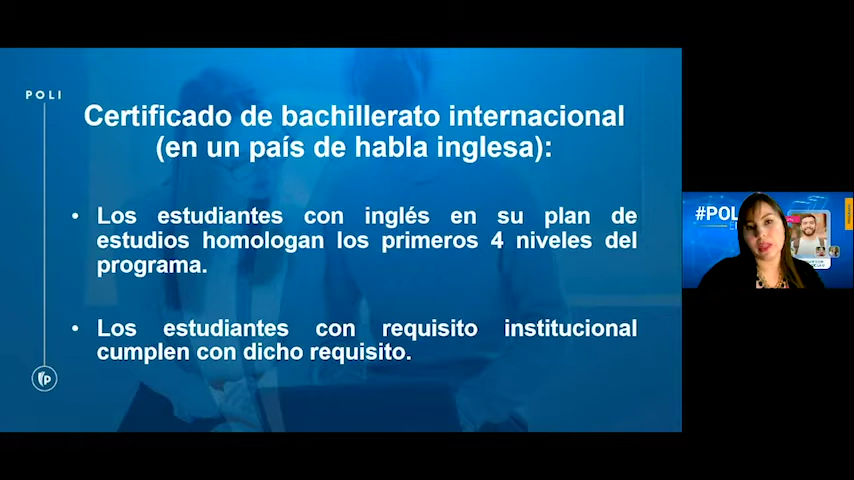 POLI
Certificado de bachillerato internacional
(en un país de habla inglesa):
• Los estudiantes con inglés en su plan de
estudios homologan los primeros 4 niveles del
programa.
• Los estudiantes con requisito institucional
cumplen con dicho requisito.
P
#POL